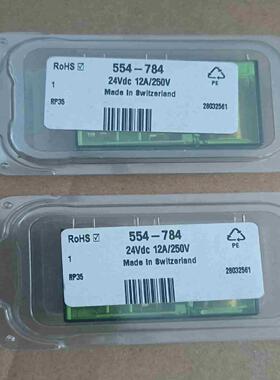 RoHS 554-784
24Vdc 12A/250V
Made in Switzerland
PE
1
RP35 28032561
RoHS 554-784
24Vdc 12A/250V
Made in Switzerland
PE
1
RP35 28032561